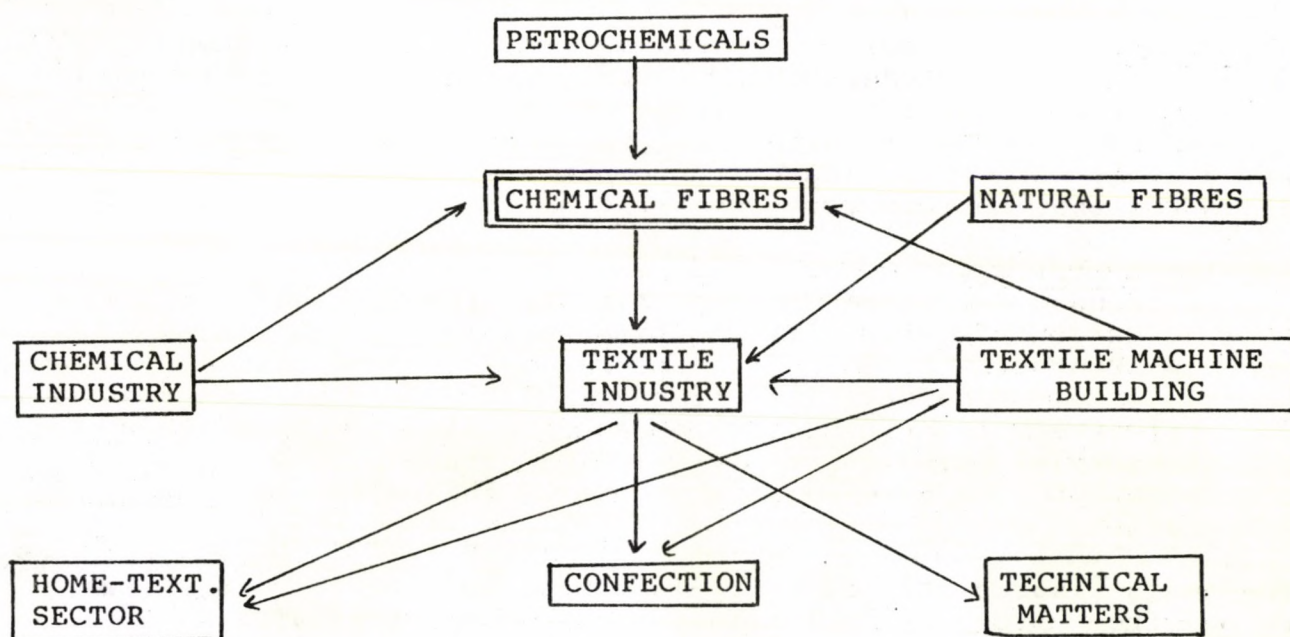 PETROCHEMICALS
CHEMICAL FIBRES
NATURAL FIBRES
CHEMICAL
INDUSTRY
TEXTILE
INDUSTRY
TEXTILE MACHINE
BUILDING
HOME-TEXT.
SECTOR
CONFECTION
TECHNICAL
MATTERS